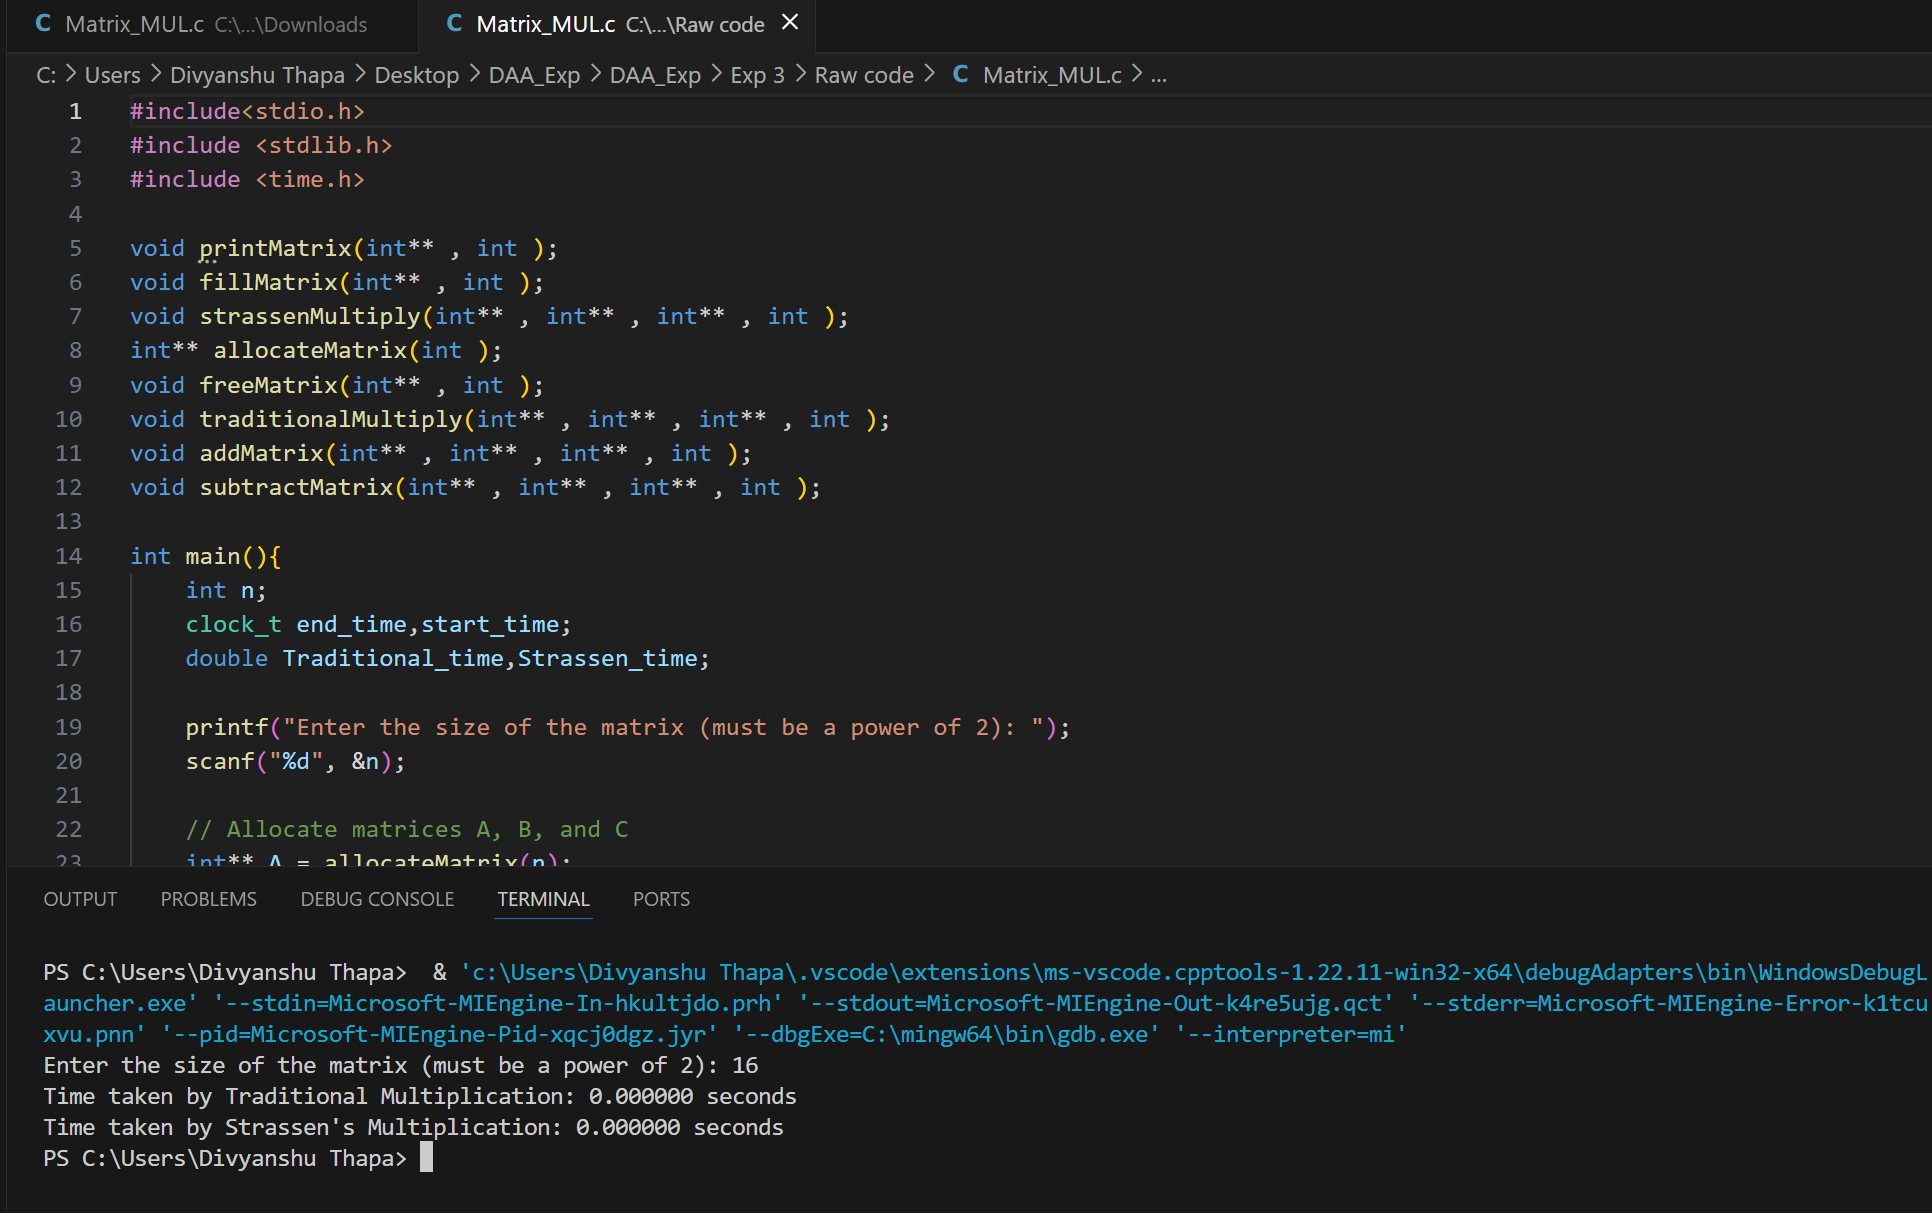 C Matrix_MUL.c C:\...\Downloads C Matrix_MUL.c C:\...\Raw code ×
C: > Users > Divyanshu Thapa > Desktop > DAA_Exp > DAA_Exp > Exp 3 > Raw code > C Matrix_MUL.c > ...
1 #include<stdio.h>
2 #include <stdlib.h>
3 #include <time.h>
4
5 void printMatrix(int** , int );
6 void fillMatrix(int** , int );
7 void strassenMultiply(int** , int** , int** , int );
8 int** allocateMatrix(int );
9 void freeMatrix(int** , int );
10 void traditionalMultiply(int** , int** , int** , int );
11 void addMatrix(int** , int** , int** , int );
12 void subtractMatrix(int** , int** , int** , int );
13
14 int main(){
15     int n;
16     clock_t end_time,start_time;
17     double Traditional_time,Strassen_time;
18
19     printf("Enter the size of the matrix (must be a power of 2): ");
20     scanf("%d", &n);
21
22     // Allocate matrices A, B, and C
23     int** A = allocateMatrix(n);
OUTPUT PROBLEMS DEBUG CONSOLE TERMINAL PORTS
PS C:\Users\Divyanshu Thapa>  & 'c:\Users\Divyanshu Thapa\.vscode\extensions\ms-vscode.cpptools-1.22.11-win32-x64\debugAdapters\bin\WindowsDebugL
auncher.exe' '--stdin=Microsoft-MIEngine-In-hkultjdo.prh' '--stdout=Microsoft-MIEngine-Out-k4re5ujg.qct' '--stderr=Microsoft-MIEngine-Error-k1tcu
xvu.pnn' '--pid=Microsoft-MIEngine-Pid-xqcj0dgz.jyr' '--dbgExe=C:\mingw64\bin\gdb.exe' '--interpreter=mi'
Enter the size of the matrix (must be a power of 2): 16
Time taken by Traditional Multiplication: 0.000000 seconds
Time taken by Strassen's Multiplication: 0.000000 seconds
PS C:\Users\Divyanshu Thapa>